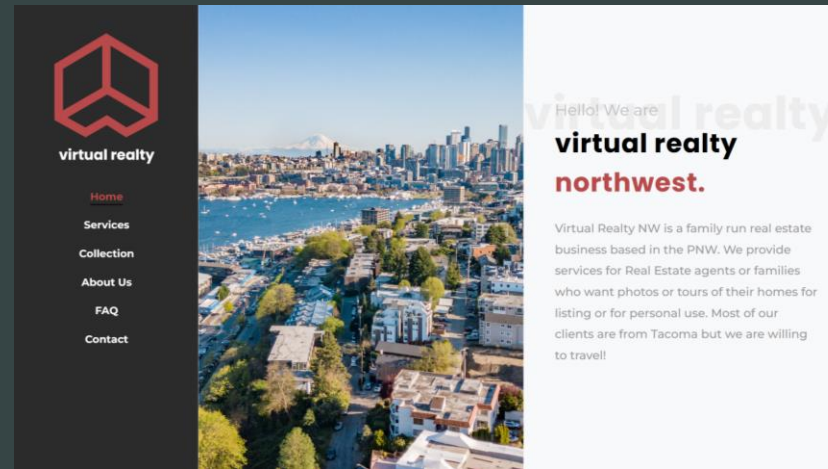 virtual realty
Home
Services
Collection
About Us
FAQ
Contact
virtual realty
Hello! We are
virtual realty
northwest.
Virtual Realty NW is a family run real estate
business based in the PNW. We provide
services for Real Estate agents or families
who want photos or tours of their homes for
listing or for personal use. Most of our
clients are from Tacoma but we are willing
to travel!